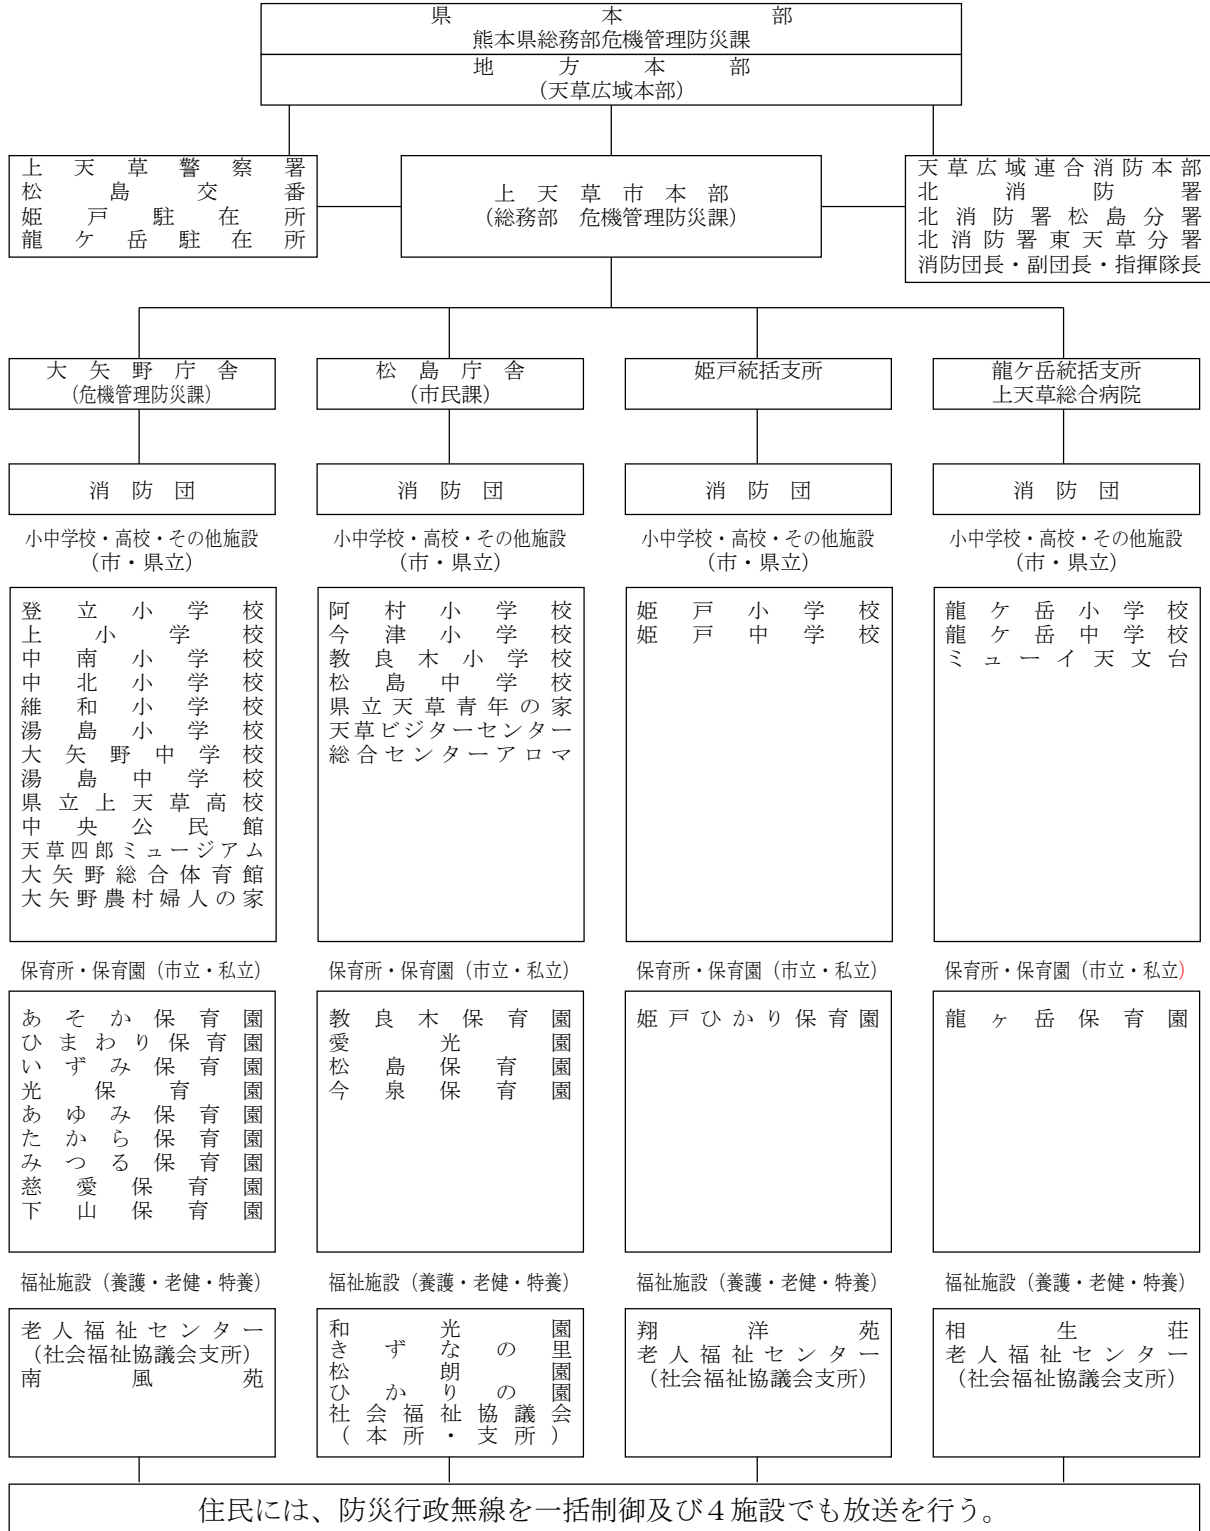 県本部
熊本県総務部危機管理防災課
地方本部
（天草広域本部）
上天草警察署
松島交番
姫戸駐在所
龍ケ岳駐在所
上天草市本部
（総務部　危機管理防災課）
天草広域連合消防本部
北消防署
北消防署松島分署
北消防署東天草分署
消防団長・副団長・指揮隊長
大矢野庁舎
（危機管理防災課）
松島庁舎
（市民課）
姫戸統括支所
龍ケ岳統括支所
上天草総合病院
消防団
消防団
消防団
消防団
小中学校・高校・その他施設
（市・県立）
小中学校・高校・その他施設
（市・県立）
小中学校・高校・その他施設
（市・県立）
小中学校・高校・その他施設
（市・県立）
登立小学校
上小学校
中南小学校
中北小学校
維和小学校
湯島小学校
大矢野中学校
湯島中学校
県立上天草高校
中央公民館
天草四郎ミュージアム
大矢野総合体育館
大矢野農村婦人の家
阿村小学校
今津小学校
教良木小学校
松島中学校
県立天草青年の家
天草ビジターセンター
総合センターアロマ
姫戸小学校
姫戸中学校
龍ケ岳小学校
龍ケ岳中学校
ミューイ天文台
保育所・保育園（市立・私立）
保育所・保育園（市立・私立）
保育所・保育園（市立・私立）
保育所・保育園（市立・私立）
あそか保育園
ひまわり保育園
いずみ保育園
光保育園
あゆみ保育園
たから保育園
みつる保育園
慈愛保育園
下山保育園
教良木保育園
愛光園
松島保育園
今泉保育園
姫戸ひかり保育園
龍ヶ岳保育園
福祉施設（養護・老健・特養）
福祉施設（養護・老健・特養）
福祉施設（養護・老健・特養）
福祉施設（養護・老健・特養）
老人福祉センター
（社会福祉協議会支所）
南風苑
和光園
きずなの里
松朗園
ひかりの園
社会福祉協議会
（本所・支所）
翔洋苑
老人福祉センター
（社会福祉協議会支所）
相生荘
老人福祉センター
（社会福祉協議会支所）
住民には、防災行政無線を一括制御及び４施設でも放送を行う。